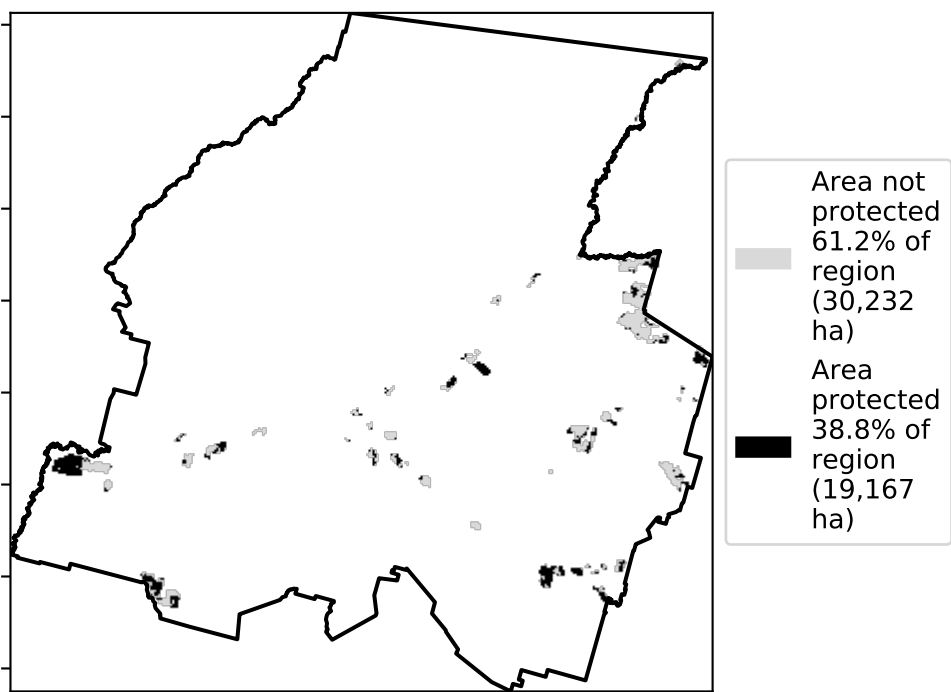 Area not
protected
61.2% of
region
(30,232
ha)
Area
protected
38.8% of
region
(19,167
ha)